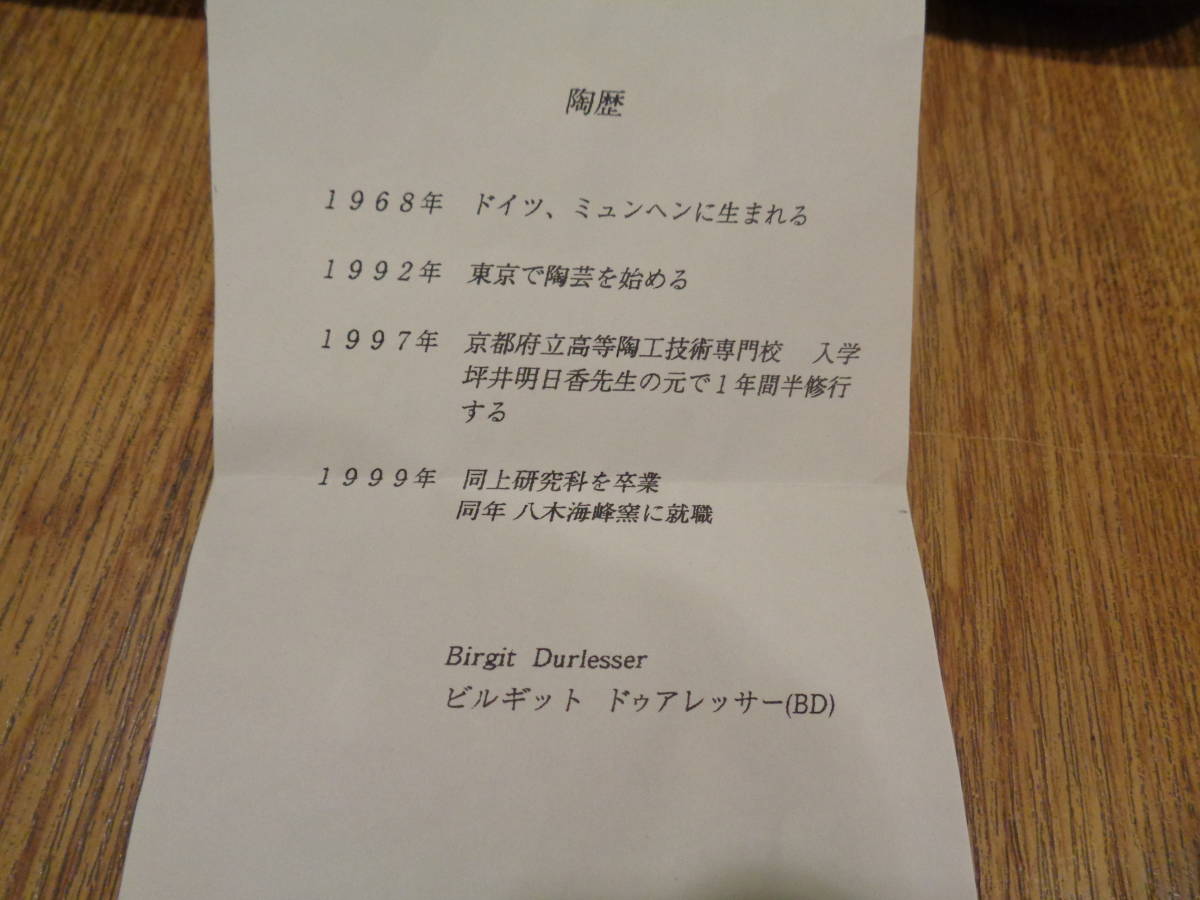 陶歴
１９６８年　ドイツ、ミュンヘンに生まれる
１９９２年　東京で陶芸を始める
１９９７年　京都府立高等陶工技術専門校　入学
坪井明日香先生の元で１年間半修行
する
１９９９年　同上研究科を卒業
同年 八木海峰窯に就職
Birgit Durlesser
ビルギット　ドゥアレッサー(BD)